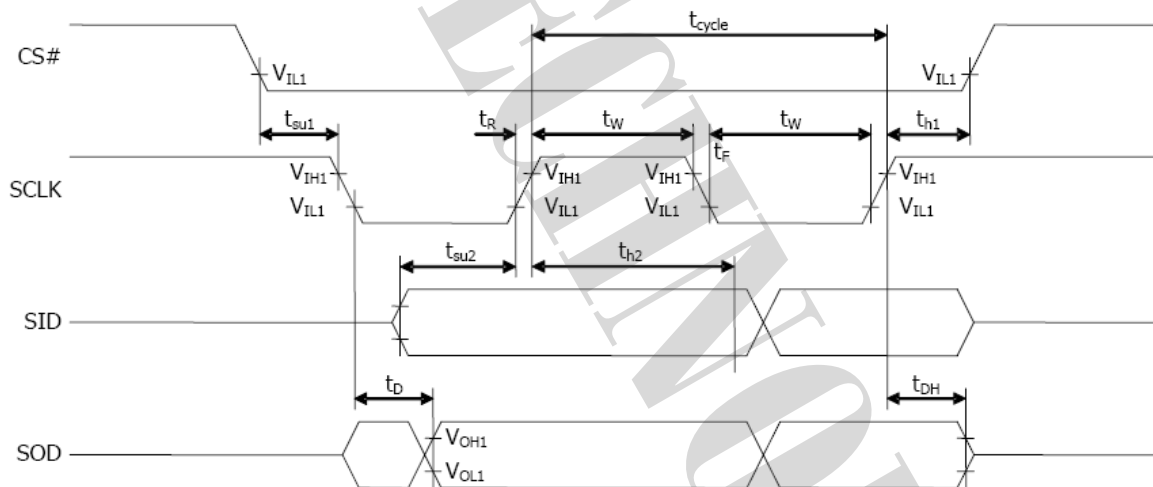 t_cycle
CS#
V_IL1 V_IL1
t_su1 t_R t_W t_W t_h1
t_F
SCLK
V_IH1 V_IH1 V_IH1 V_IH1
V_IL1 V_IL1 V_IL1 V_IL1
t_su2 t_h2
SID
t_D t_DH
SOD
V_OH1
V_OL1